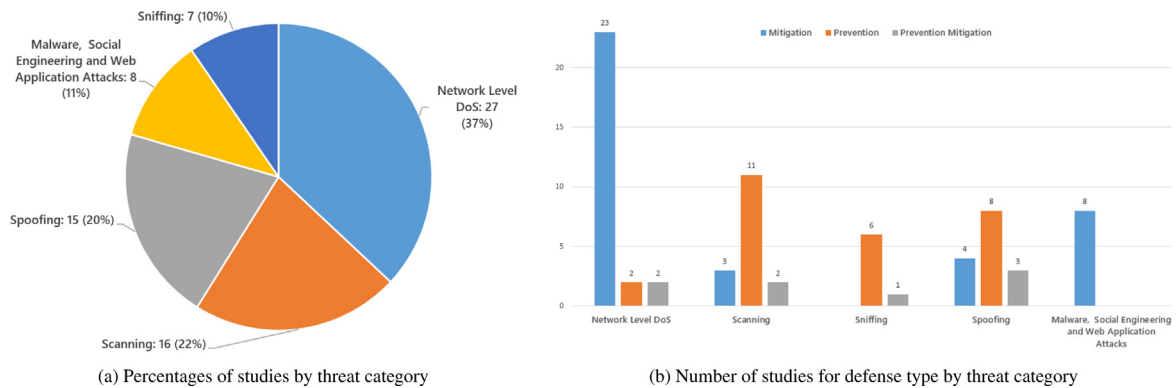 Sniffing: 7 (10%)
Malware, Social
Engineering and Web
Application Attacks: 8
(11%)
Network Level
DoS: 27
(37%)
Spoofing: 15 (20%)
Scanning: 16 (22%)
(a) Percentages of studies by threat category
Mitigation Prevention Prevention Mitigation
23
20
15
11
10
8
8
6
5
4
3
3
2 2
2
1
0
Network Level DoS Scanning Sniffing Spoofing Malware, Social Engineering
and Web Application
Attacks
(b) Number of studies for defense type by threat category